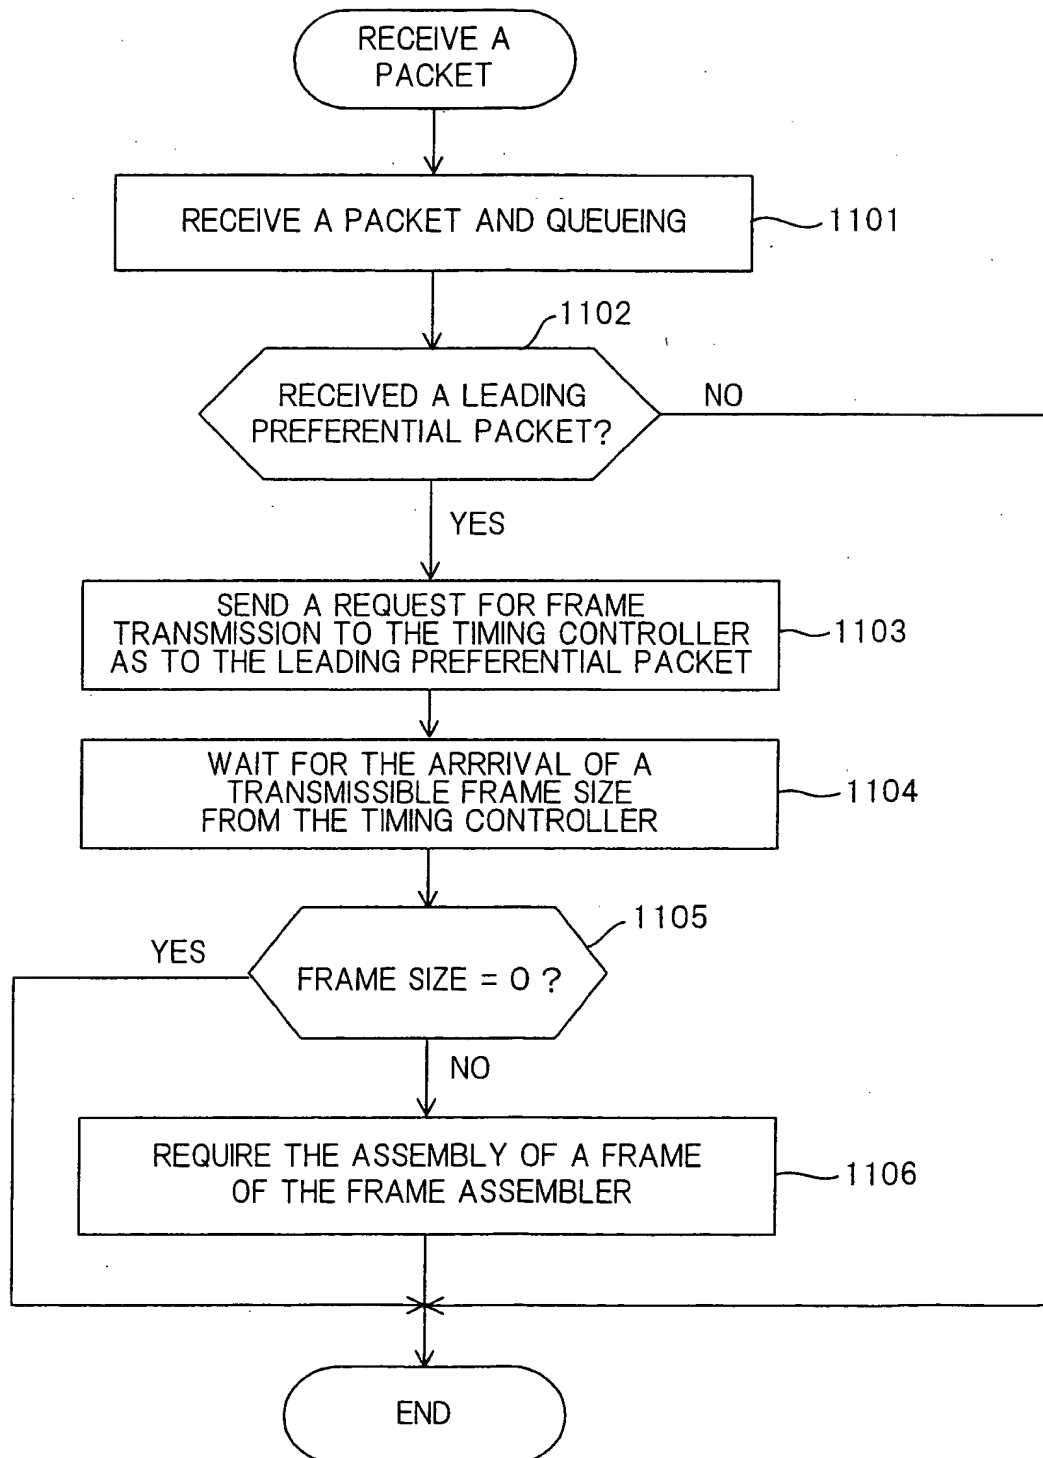 RECEIVE A
PACKET
RECEIVE A PACKET AND QUEUEING
1101
1102
RECEIVED A LEADING
PREFERENTIAL PACKET?
NO
YES
SEND A REQUEST FOR FRAME
TRANSMISSION TO THE TIMING CONTROLLER
AS TO THE LEADING PREFERENTIAL PACKET
1103
WAIT FOR THE ARRRIVAL OF A
TRANSMISSIBLE FRAME SIZE
FROM THE TIMING CONTROLLER
1104
1105
YES
FRAME SIZE = 0 ?
NO
REQUIRE THE ASSEMBLY OF A FRAME
OF THE FRAME ASSEMBLER
1106
END